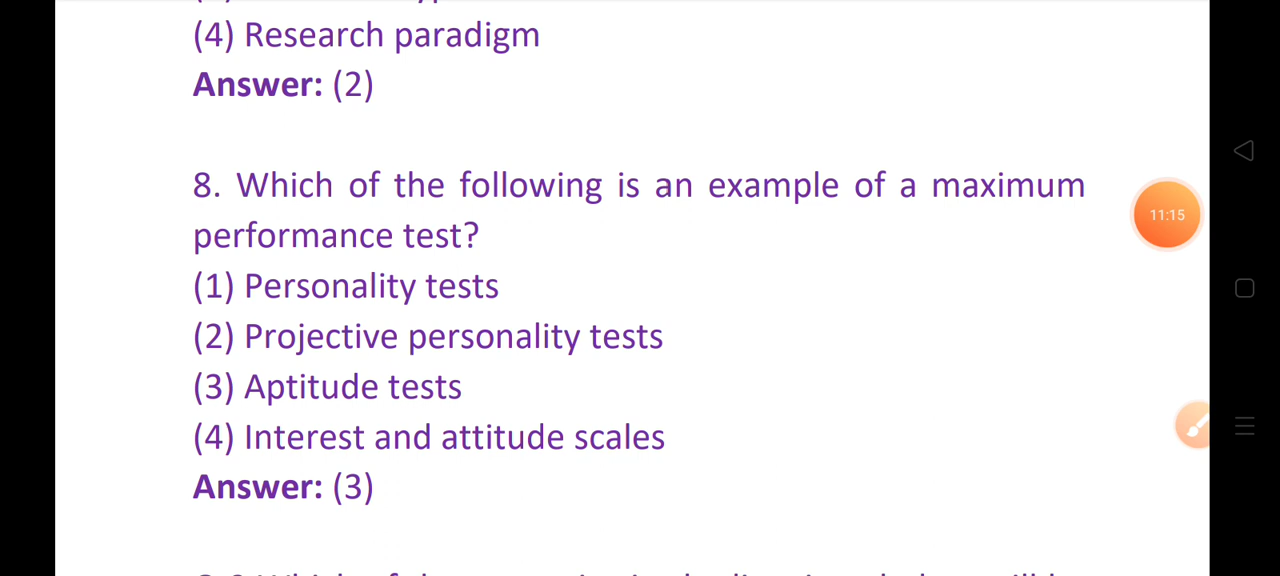 (4) Research paradigm
Answer: (2)
8. Which of the following is an example of a maximum
performance test?
(1) Personality tests
(2) Projective personality tests
(3) Aptitude tests
(4) Interest and attitude scales
Answer: (3)
11:15